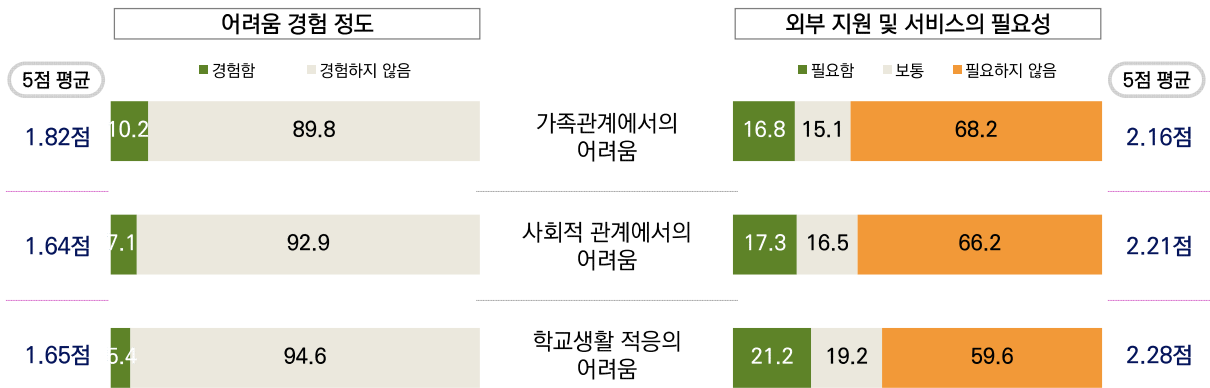 어려움 경험 정도
외부 지원 및 서비스의 필요성
5점 평균
경험함
경험하지 않음
필요함
보통
필요하지 않음
5점 평균
1.82점
10.2
89.8
가족관계에서의
어려움
16.8
15.1
68.2
2.16점
1.64점
7.1
92.9
사회적 관계에서의
어려움
17.3
16.5
66.2
2.21점
1.65점
5.4
94.6
학교생활 적응의
어려움
21.2
19.2
59.6
2.28점